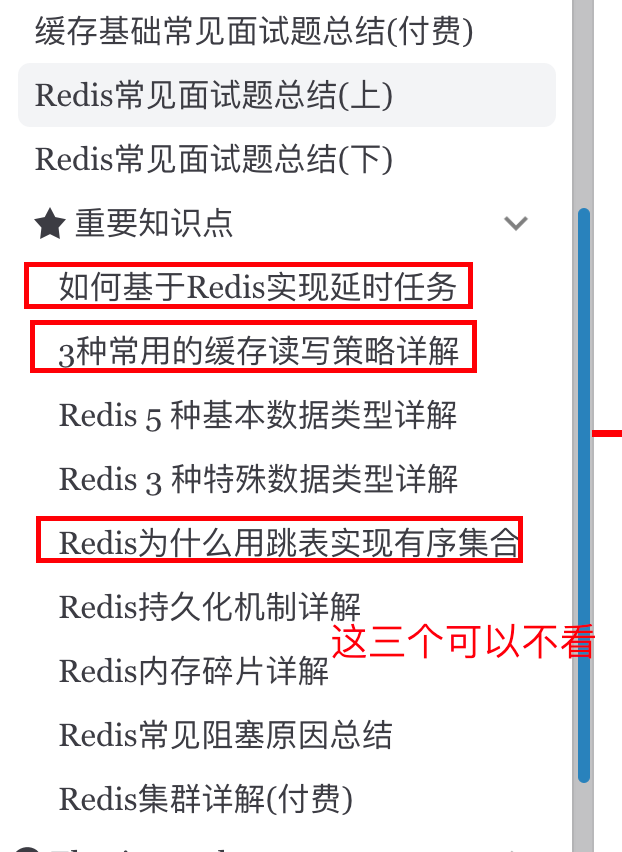 缓存基础常见面试题总结(付费)
Redis常见面试题总结(上)
Redis常见面试题总结(下)
重要知识点
如何基于Redis实现延时任务
3种常用的缓存读写策略详解
Redis 5 种基本数据类型详解
Redis 3 种特殊数据类型详解
Redis为什么用跳表实现有序集合
Redis持久化机制详解
这三个可以不看
Redis内存碎片详解
Redis常见阻塞原因总结
Redis集群详解(付费)